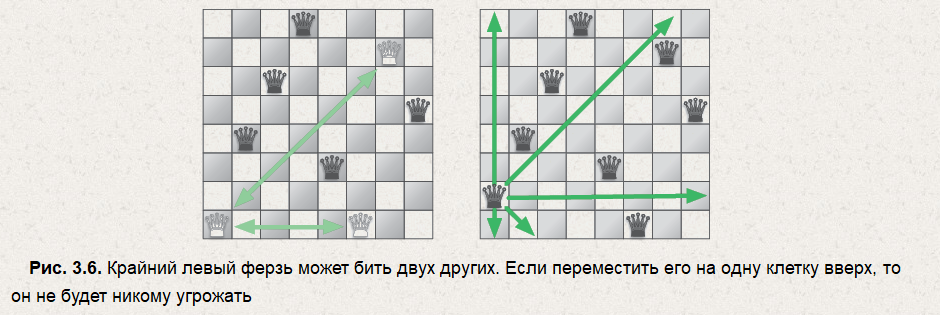 Рис. 3.6. Крайний левый ферзь может бить двух других. Если переместить его на одну клетку вверх, то
он не будет никому угрожать